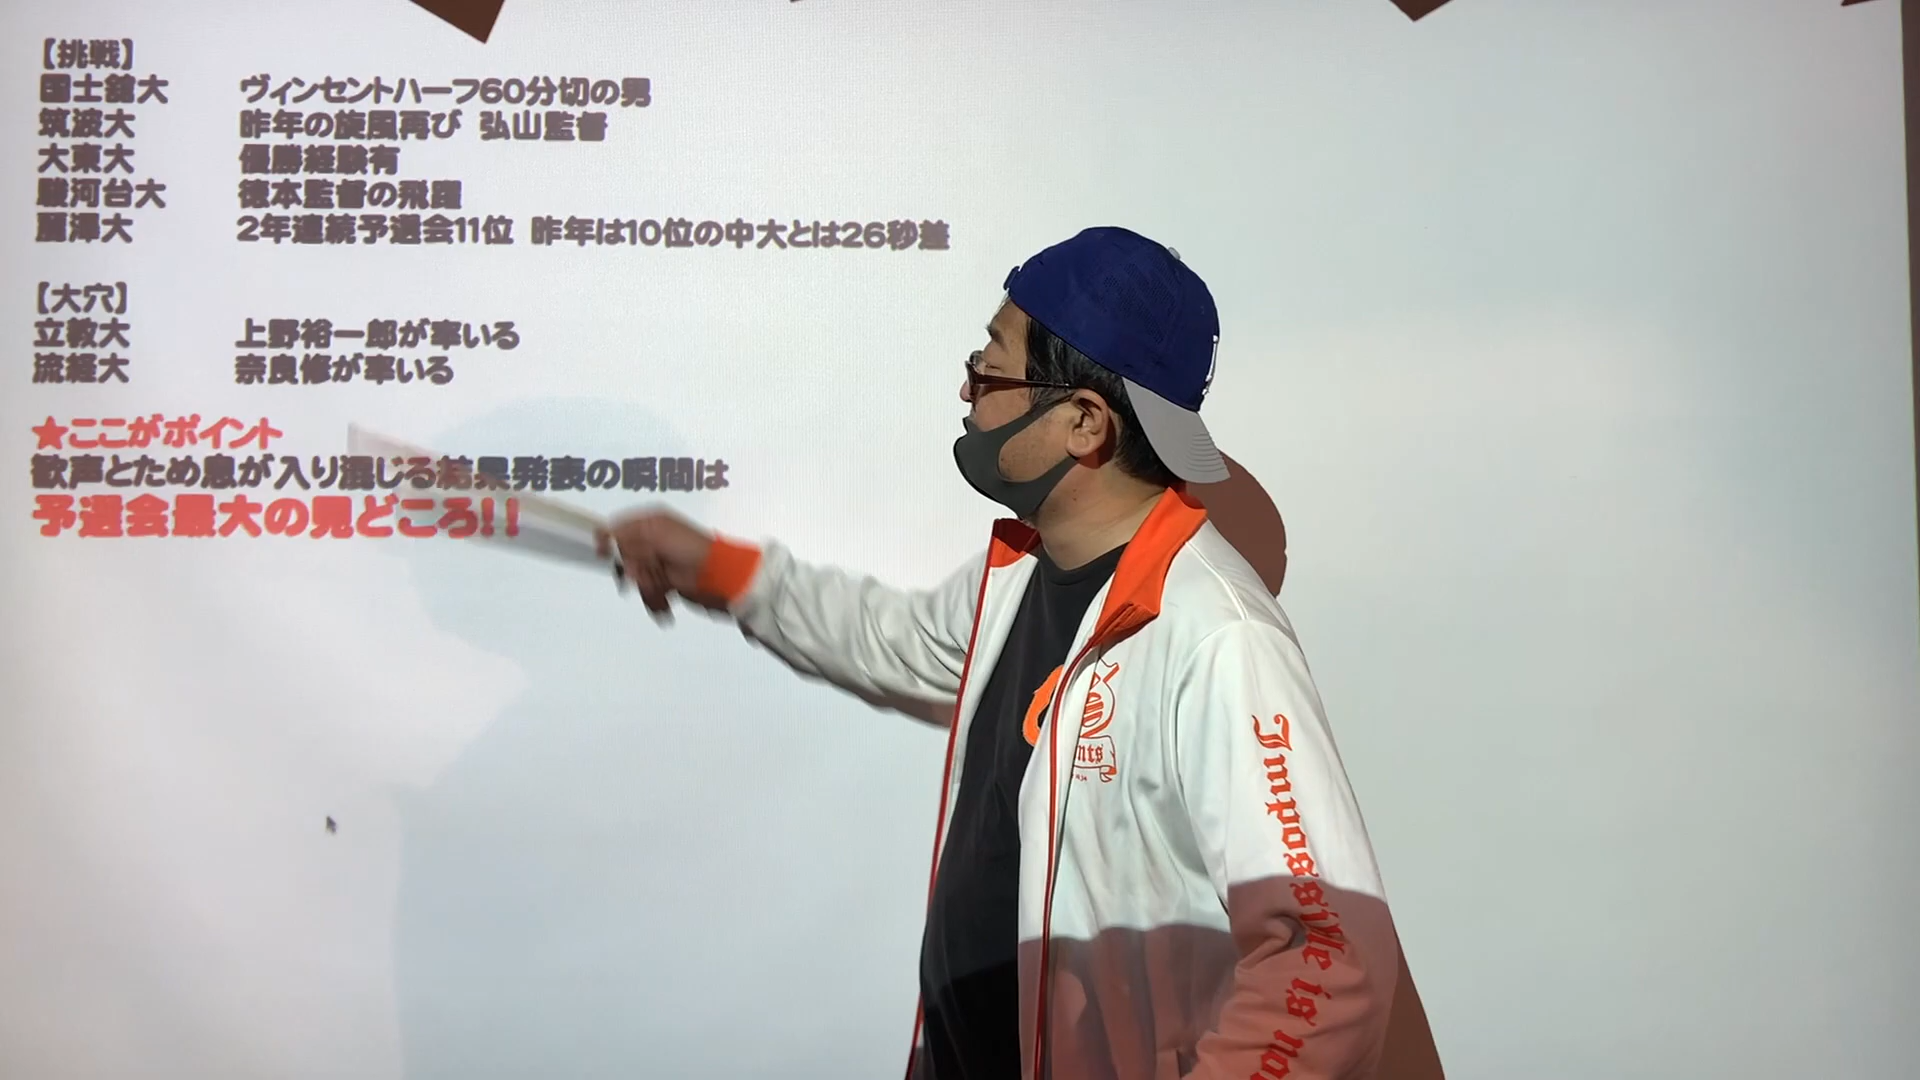 【挑戦】
国士舘大 ヴィンセントハーフ60分切の男
筑波大 昨年の旋風再び 弘山監督
大東大 優勝経験有
駿河台大 徳本監督の飛躍
麗澤大 2年連続予選会11位 昨年は10位の中大とは26秒差
【大穴】
立教大 上野裕一郎が率いる
流経大 奈良修が率いる
★ここがポイント
歓声とため息が入り混じる結果発表の瞬間は
予選会最大の見どころ!!
nts
Impossible is not